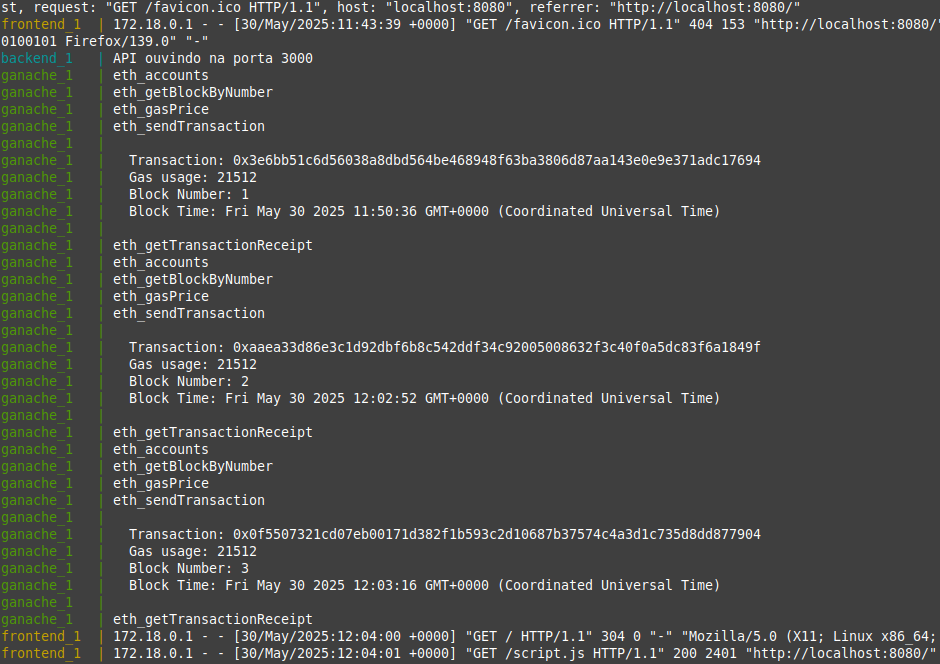 st, request: "GET /favicon.ico HTTP/1.1", host: "localhost:8080", referrer: "http://localhost:8080/"
frontend_1  | 172.18.0.1 - - [30/May/2025:11:43:39 +0000] "GET /favicon.ico HTTP/1.1" 404 153 "http://localhost:8080/"
0100101 Firefox/139.0" "-"
backend_1   | API ouvindo na porta 3000
ganache_1   | eth_accounts
ganache_1   | eth_getBlockByNumber
ganache_1   | eth_gasPrice
ganache_1   | eth_sendTransaction
ganache_1   |
ganache_1   |   Transaction: 0x3e6bb51c6d56038a8dbd564be468948f63ba3806d87aa143e0e9e371adc17694
ganache_1   |   Gas usage: 21512
ganache_1   |   Block Number: 1
ganache_1   |   Block Time: Fri May 30 2025 11:50:36 GMT+0000 (Coordinated Universal Time)
ganache_1   |
ganache_1   | eth_getTransactionReceipt
ganache_1   | eth_accounts
ganache_1   | eth_getBlockByNumber
ganache_1   | eth_gasPrice
ganache_1   | eth_sendTransaction
ganache_1   |
ganache_1   |   Transaction: 0xaaea33d86e3c1d92dbf6b8c542ddf34c92005008632f3c40f0a5dc83f6a1849f
ganache_1   |   Gas usage: 21512
ganache_1   |   Block Number: 2
ganache_1   |   Block Time: Fri May 30 2025 12:02:52 GMT+0000 (Coordinated Universal Time)
ganache_1   |
ganache_1   | eth_getTransactionReceipt
ganache_1   | eth_accounts
ganache_1   | eth_getBlockByNumber
ganache_1   | eth_gasPrice
ganache_1   | eth_sendTransaction
ganache_1   |
ganache_1   |   Transaction: 0x0f5507321cd07eb00171d382f1b593c2d10687b37574c4a3d1c735d8dd877904
ganache_1   |   Gas usage: 21512
ganache_1   |   Block Number: 3
ganache_1   |   Block Time: Fri May 30 2025 12:03:16 GMT+0000 (Coordinated Universal Time)
ganache_1   |
ganache_1   | eth_getTransactionReceipt
frontend_1  | 172.18.0.1 - - [30/May/2025:12:04:00 +0000] "GET / HTTP/1.1" 304 0 "-" "Mozilla/5.0 (X11; Linux x86_64;
frontend_1  | 172.18.0.1 - - [30/May/2025:12:04:01 +0000] "GET /script.js HTTP/1.1" 200 2401 "http://localhost:8080/"